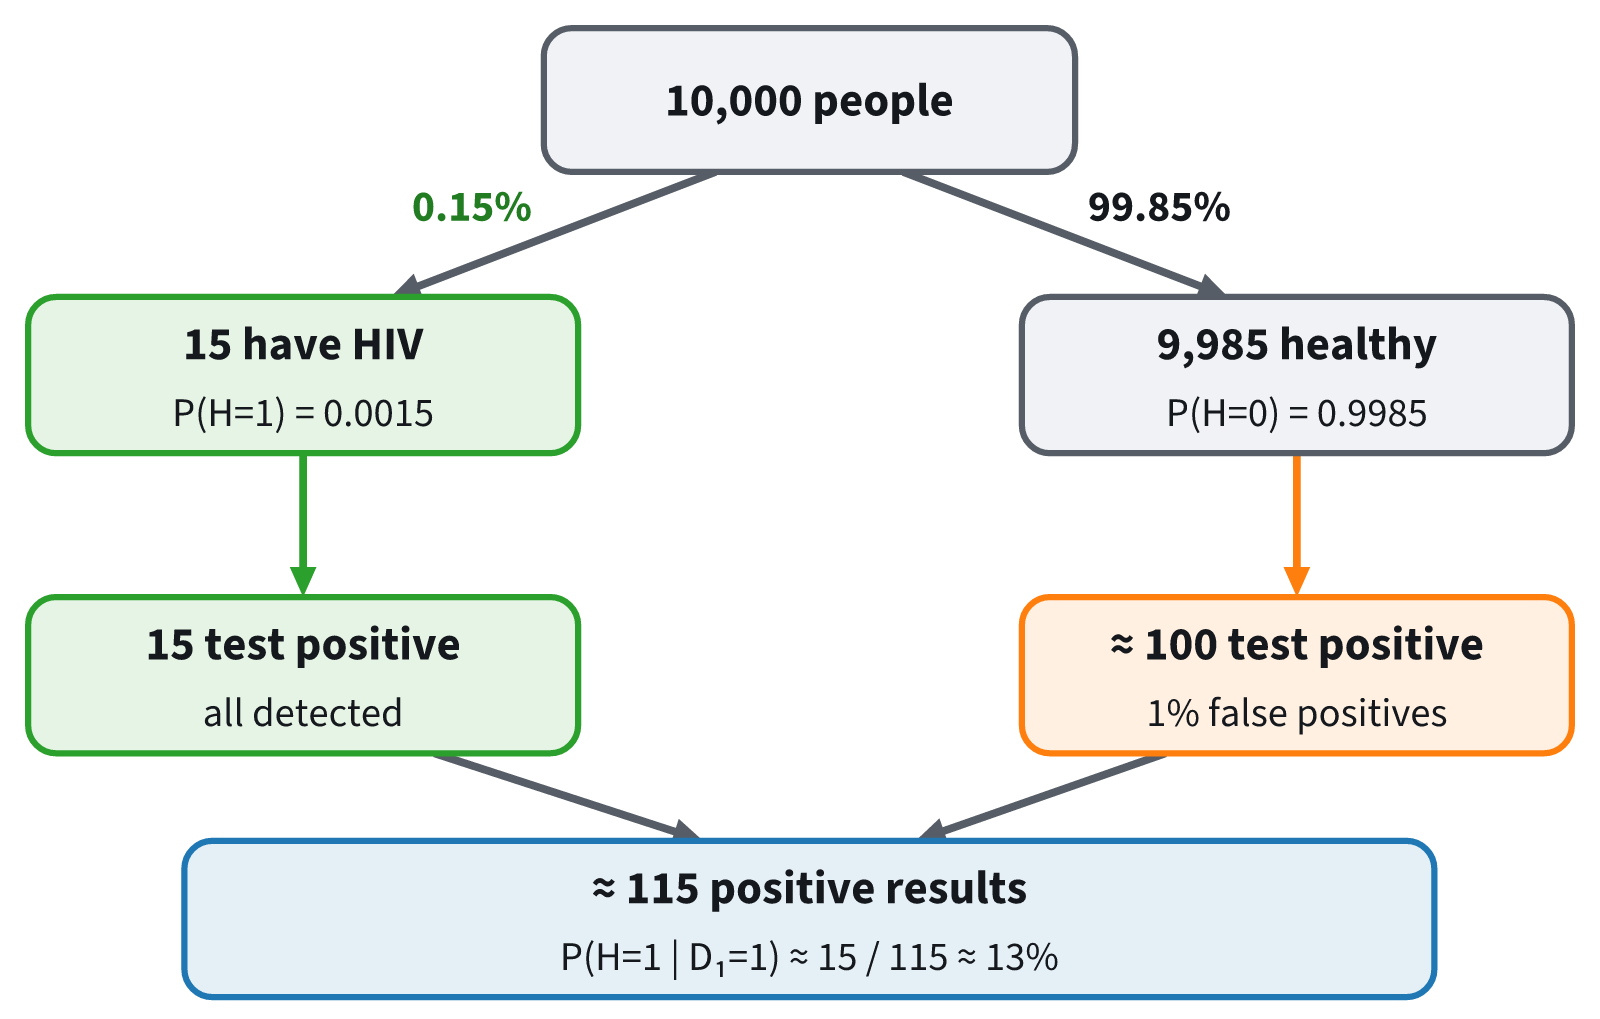 10,000 people
0.15%
99.85%
15 have HIV
P(H=1) = 0.0015
9,985 healthy
P(H=0) = 0.9985
15 test positive
all detected
≈ 100 test positive
1% false positives
≈ 115 positive results
P(H=1 | D₁=1) ≈ 15 / 115 ≈ 13%